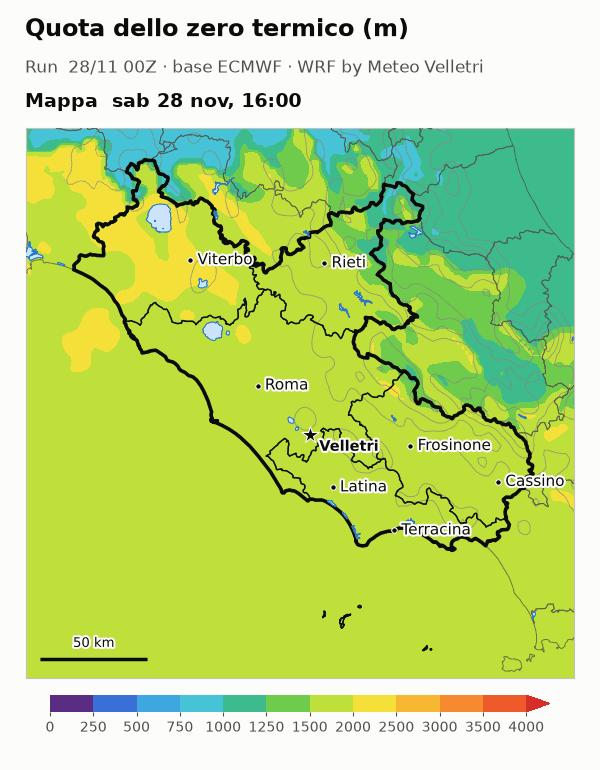 Quota dello zero termico (m)
Run  28/11 00Z · base ECMWF · WRF by Meteo Velletri
Mappa  sab 28 nov, 16:00
Viterbo
Rieti
Roma
Velletri
Frosinone
Latina
Cassino
Terracina
50 km
0 250 500 750 1000 1250 1500 2000 2500 3000 3500 4000